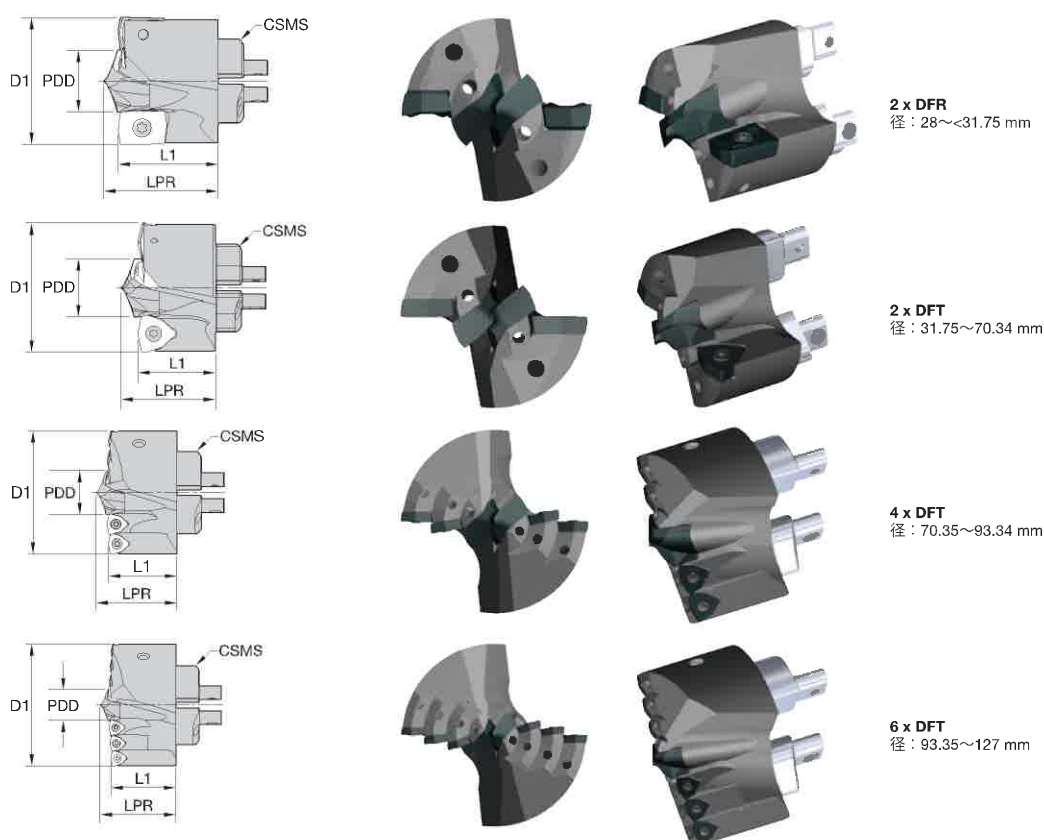 CSMS
D1
PDD
L1
LPR
2 x DFR
径：28〜<31.75 mm
CSMS
D1
PDD
L1
LPR
2 x DFT
径：31.75〜70.34 mm
CSMS
D1
PDD
L1
LPR
4 x DFT
径：70.35〜93.34 mm
CSMS
D1
PDD
L1
LPR
6 x DFT
径：93.35〜127 mm